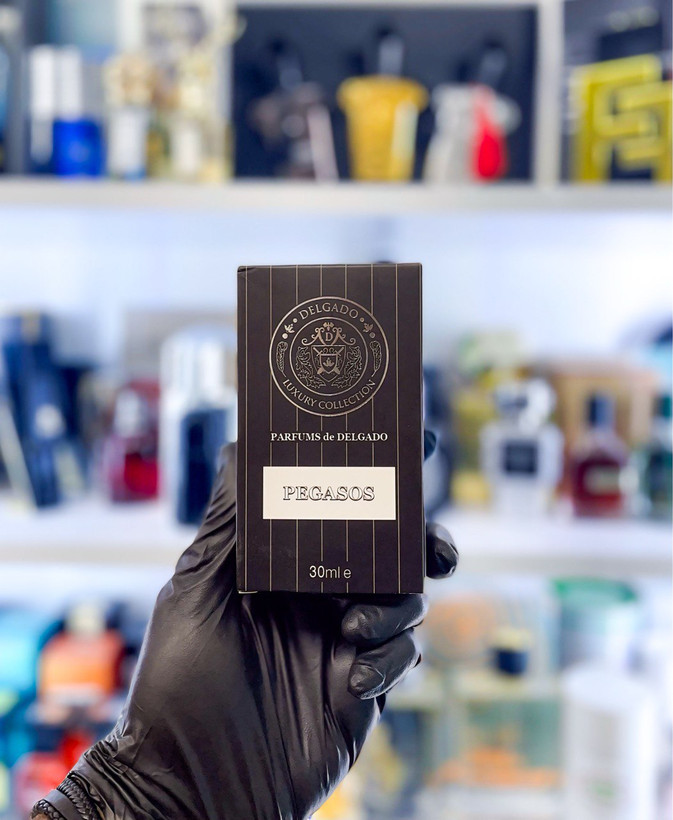 DELGADO
D
LUXURY COLLECTION
PARFUMS de DELGADO
PEGASOS
30ml e